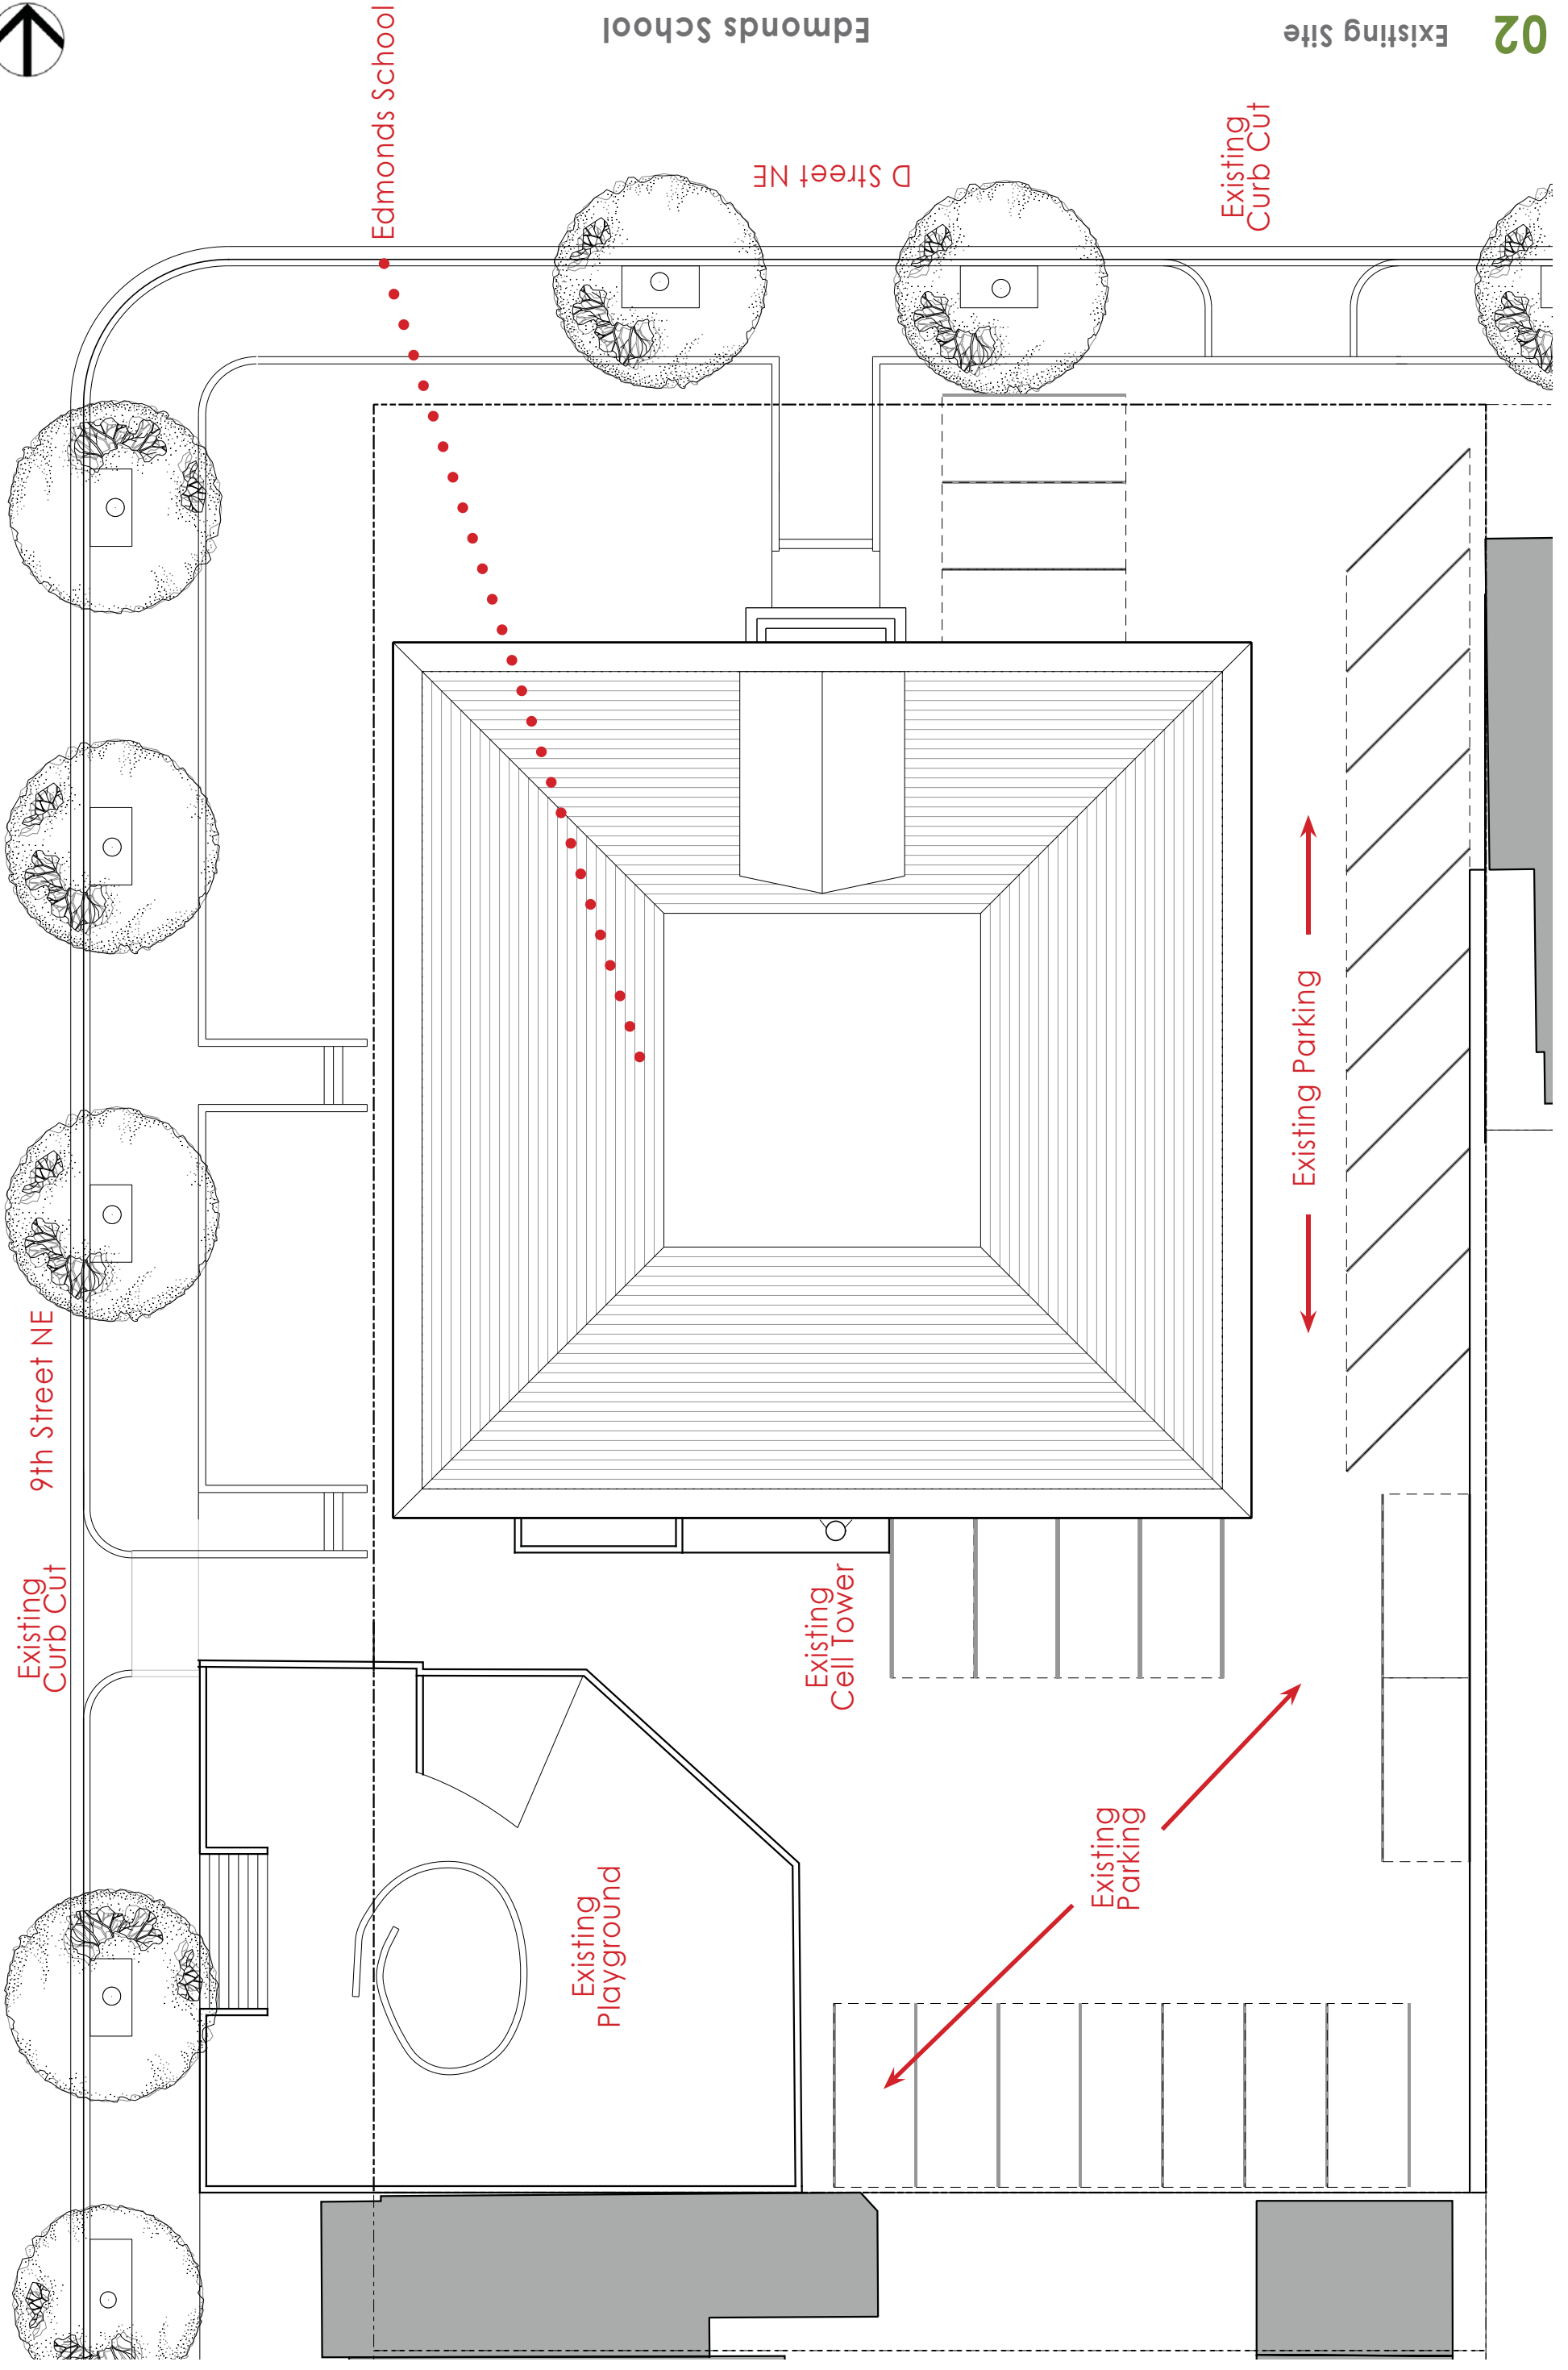 02
Existing Site
Edmonds School
Edmonds School
D Street NE
Existing
Curb Cut
Existing Parking
9th Street NE
Existing
Curb Cut
Existing
Cell Tower
Existing
Parking
Existing
Playground